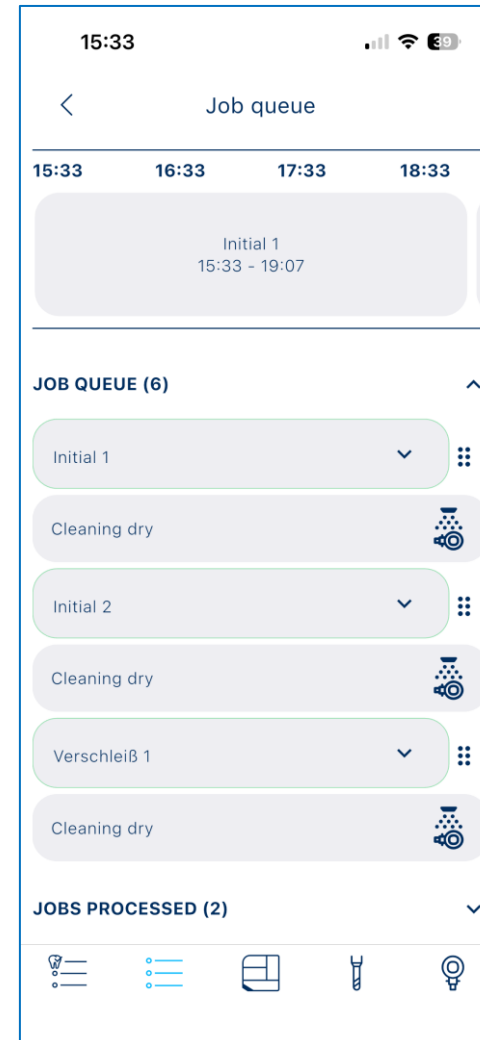 15:33
39
Job queue
15:33 16:33 17:33 18:33
Initial 1
15:33 - 19:07
JOB QUEUE (6)
Initial 1
Cleaning dry
Initial 2
Cleaning dry
Verschleiß 1
Cleaning dry
JOBS PROCESSED (2)